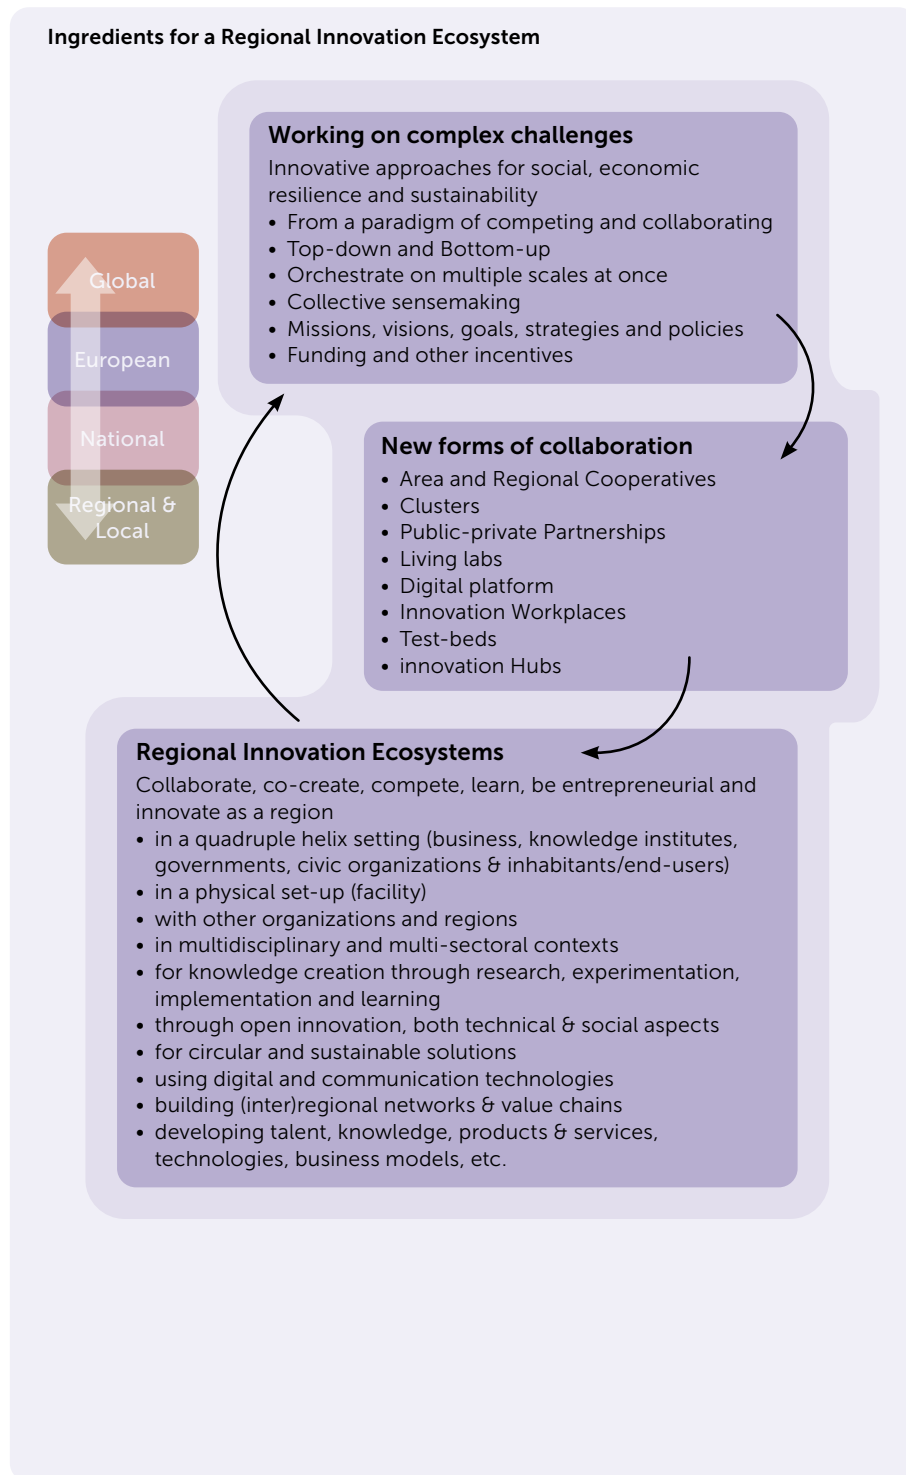 Ingredients for a Regional Innovation Ecosystem
Working on complex challenges
Innovative approaches for social, economic
resilience and sustainability
• From a paradigm of competing and collaborating
• Top-down and Bottom-up
• Orchestrate on multiple scales at once
• Collective sensemaking
• Missions, visions, goals, strategies and policies
• Funding and other incentives
Global
European
National
Regional &
Local
New forms of collaboration
• Area and Regional Cooperatives
• Clusters
• Public-private Partnerships
• Living labs
• Digital platform
• Innovation Workplaces
• Test-beds
• innovation Hubs
Regional Innovation Ecosystems
Collaborate, co-create, compete, learn, be entrepreneurial and
innovate as a region
• in a quadruple helix setting (business, knowledge institutes,
governments, civic organizations & inhabitants/end-users)
• in a physical set-up (facility)
• with other organizations and regions
• in multidisciplinary and multi-sectoral contexts
• for knowledge creation through research, experimentation,
implementation and learning
• through open innovation, both technical & social aspects
• for circular and sustainable solutions
• using digital and communication technologies
• building (inter)regional networks & value chains
• developing talent, knowledge, products & services,
technologies, business models, etc.